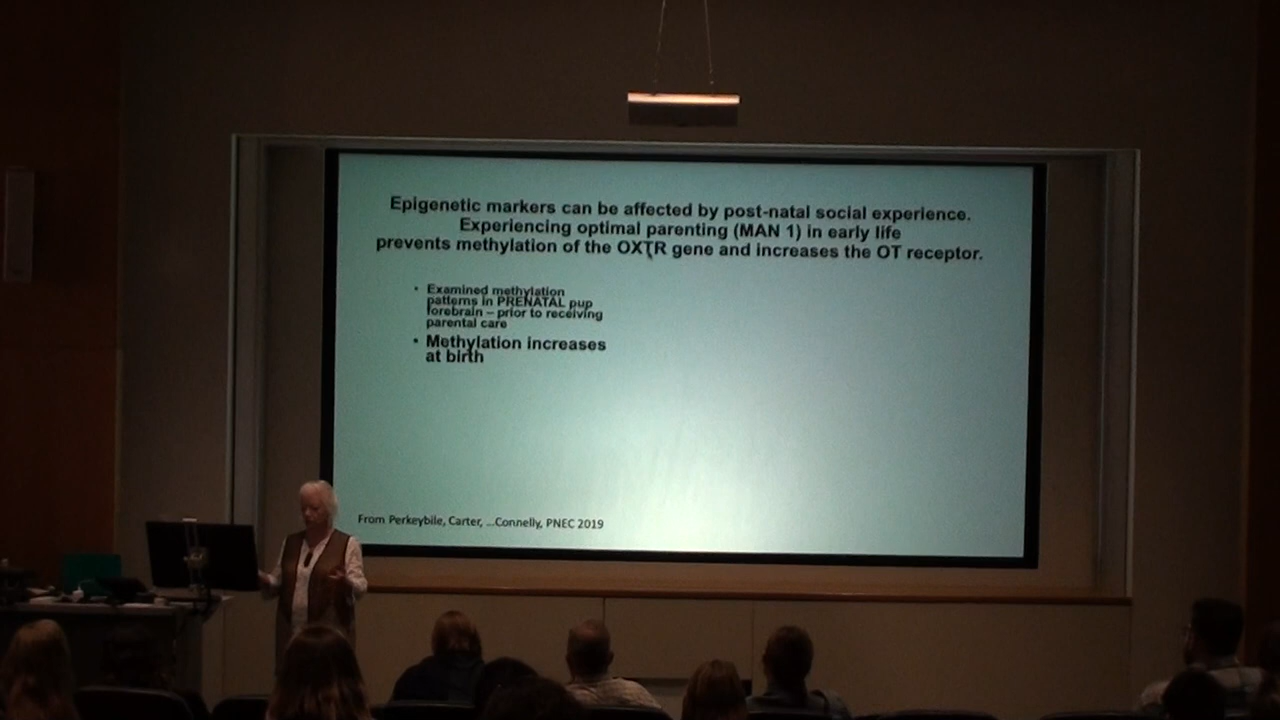 Epigenetic markers can be affected by post-natal social experience.
Experiencing optimal parenting (MAN 1) in early life
prevents methylation of the OXTR gene and increases the OT receptor.
• Examined methylation
patterns in PRENATAL pup
forebrain – prior to receiving
parental care
• Methylation increases
at birth
From Perkeybile, Carter, ...Connelly, PNEC 2019